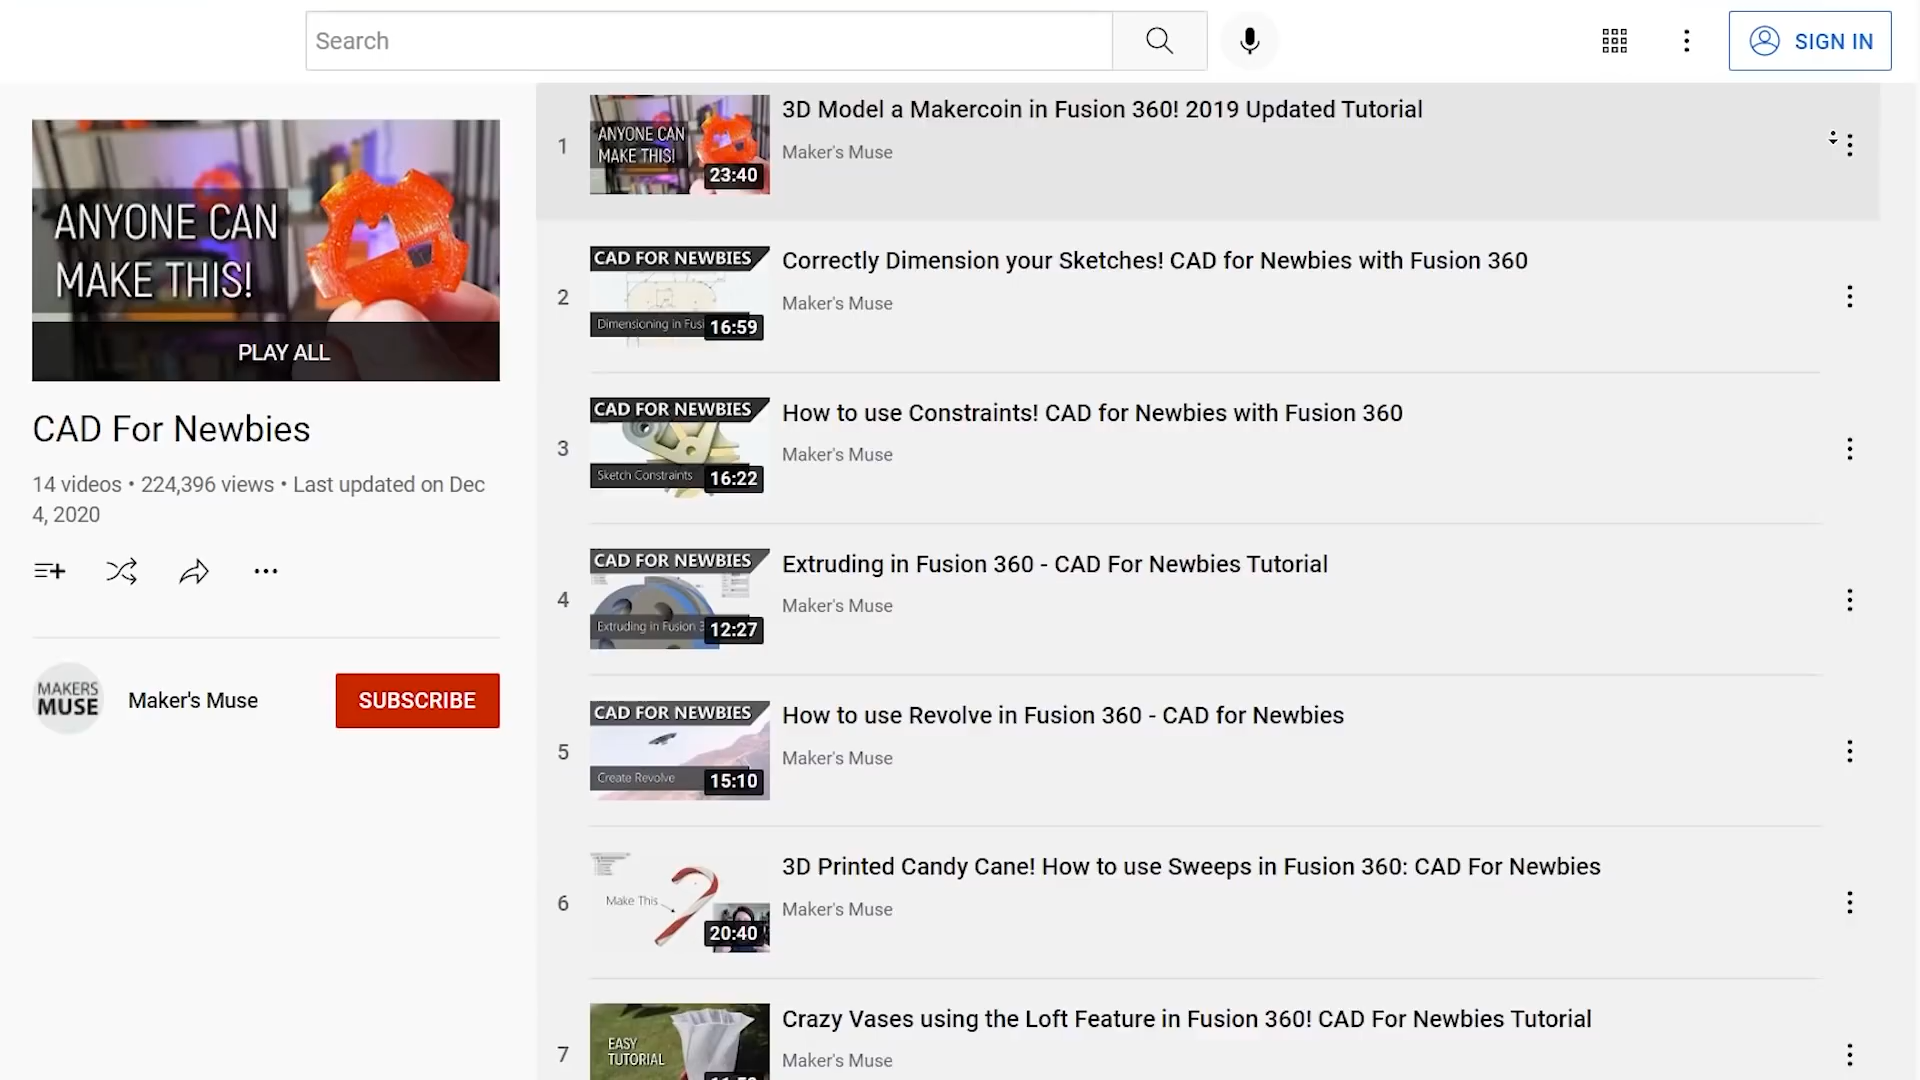 Search
SIGN IN
ANYONE CAN
MAKE THIS!
PLAY ALL
CAD For Newbies
14 videos • 224,396 views • Last updated on Dec
4, 2020
MAKERS
MUSE
Maker's Muse
SUBSCRIBE
1
ANYONE CAN
MAKE THIS!
23:40
3D Model a Makercoin in Fusion 360! 2019 Updated Tutorial
Maker's Muse
2
CAD FOR NEWBIES
Dimensioning in Fusi
16:59
Correctly Dimension your Sketches! CAD for Newbies with Fusion 360
Maker's Muse
3
CAD FOR NEWBIES
Sketch Constraints
16:22
How to use Constraints! CAD for Newbies with Fusion 360
Maker's Muse
4
CAD FOR NEWBIES
Extruding in Fusion 3
12:27
Extruding in Fusion 360 - CAD For Newbies Tutorial
Maker's Muse
5
CAD FOR NEWBIES
Create Revolve
15:10
How to use Revolve in Fusion 360 - CAD for Newbies
Maker's Muse
6
Make This
20:40
3D Printed Candy Cane! How to use Sweeps in Fusion 360: CAD For Newbies
Maker's Muse
7
EASY
TUTORIAL
Crazy Vases using the Loft Feature in Fusion 360! CAD For Newbies Tutorial
Maker's Muse